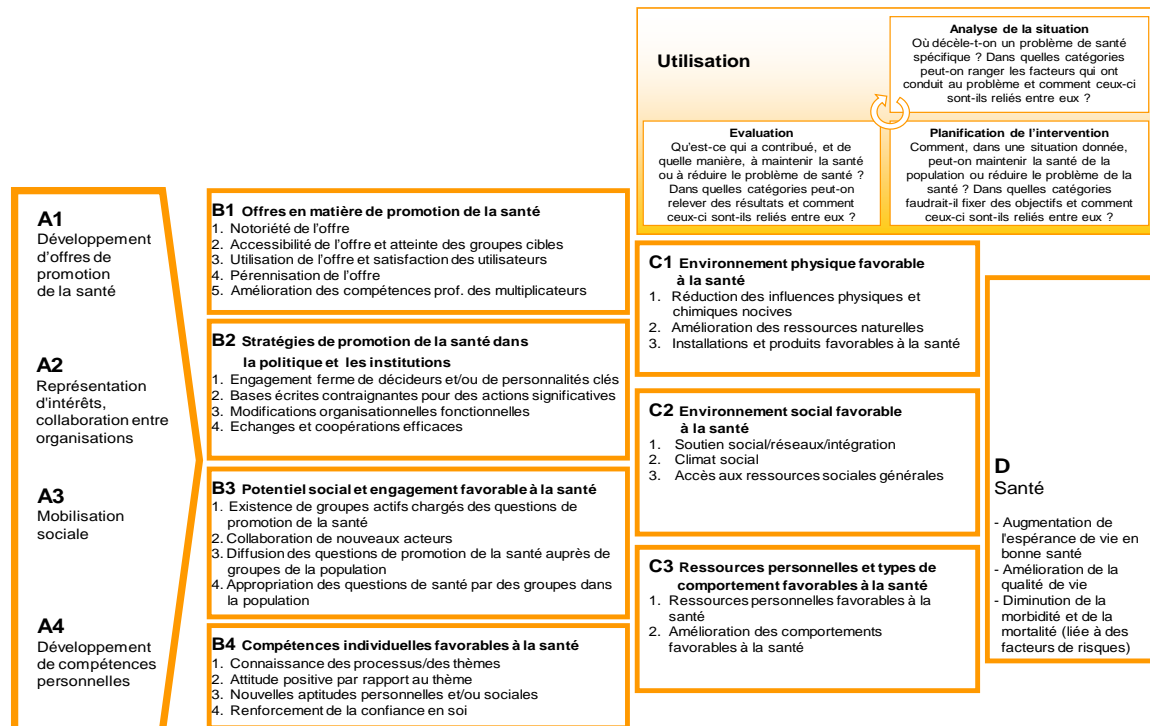 Utilisation
Analyse de la situation
Où décèle-t-on un problème de santé
spécifique ? Dans quelles catégories
peut-on ranger les facteurs qui ont
conduit au problème et comment ceux-ci
sont-ils reliés entre eux ?
Evaluation
Qu'est-ce qui a contribué, et de
quelle manière, à maintenir la santé
ou à réduire le problème de santé ?
Dans quelles catégories peut-on
relever des résultats et comment
ceux-ci sont-ils reliés entre eux ?
Planification de l'intervention
Comment, dans une situation donnée,
peut-on maintenir la santé de la
population ou réduire le problème de la
santé ? Dans quelles catégories
faudrait-il fixer des objectifs et comment
ceux-ci sont-ils reliés entre eux ?
A1
Développement
d'offres de
promotion
de la santé
A2
Représentation
d'intérêts,
collaboration entre
organisations
A3
Mobilisation
sociale
A4
Développement
de compétences
personnelles
B1 Offres en matière de promotion de la santé
1. Notoriété de l'offre
2. Accessibilité de l'offre et atteinte des groupes cibles
3. Utilisation de l'offre et satisfaction des utilisateurs
4. Pérennisation de l'offre
5. Amélioration des compétences prof. des multiplicateurs
B2 Stratégies de promotion de la santé dans
la politique et les institutions
1. Engagement ferme de décideurs et/ou de personnalités clés
2. Bases écrites contraignantes pour des actions significatives
3. Modifications organisationnelles fonctionnelles
4. Echanges et coopérations efficaces
B3 Potentiel social et engagement favorable à la santé
1. Existence de groupes actifs chargés des questions de
promotion de la santé
2. Collaboration de nouveaux acteurs
3. Diffusion des questions de promotion de la santé auprès de
groupes de la population
4. Appropriation des questions de santé par des groupes dans
la population
B4 Compétences individuelles favorables à la santé
1. Connaissance des processus/des thèmes
2. Attitude positive par rapport au thème
3. Nouvelles aptitudes personnelles et/ou sociales
4. Renforcement de la confiance en soi
C1 Environnement physique favorable
à la santé
1. Réduction des influences physiques et
chimiques nocives
2. Amélioration des ressources naturelles
3. Installations et produits favorables à la santé
C2 Environnement social favorable
à la santé
1. Soutien social/réseaux/intégration
2. Climat social
3. Accès aux ressources sociales générales
C3 Ressources personnelles et types de
comportement favorables à la santé
1. Ressources personnelles favorables à la
santé
2. Amélioration des comportements
favorables à la santé
D
Santé
- Augmentation de
l'espérance de vie en
bonne santé
- Amélioration de la
qualité de vie
- Diminution de la
morbidité et de la
mortalité (liée à des
facteurs de risques)